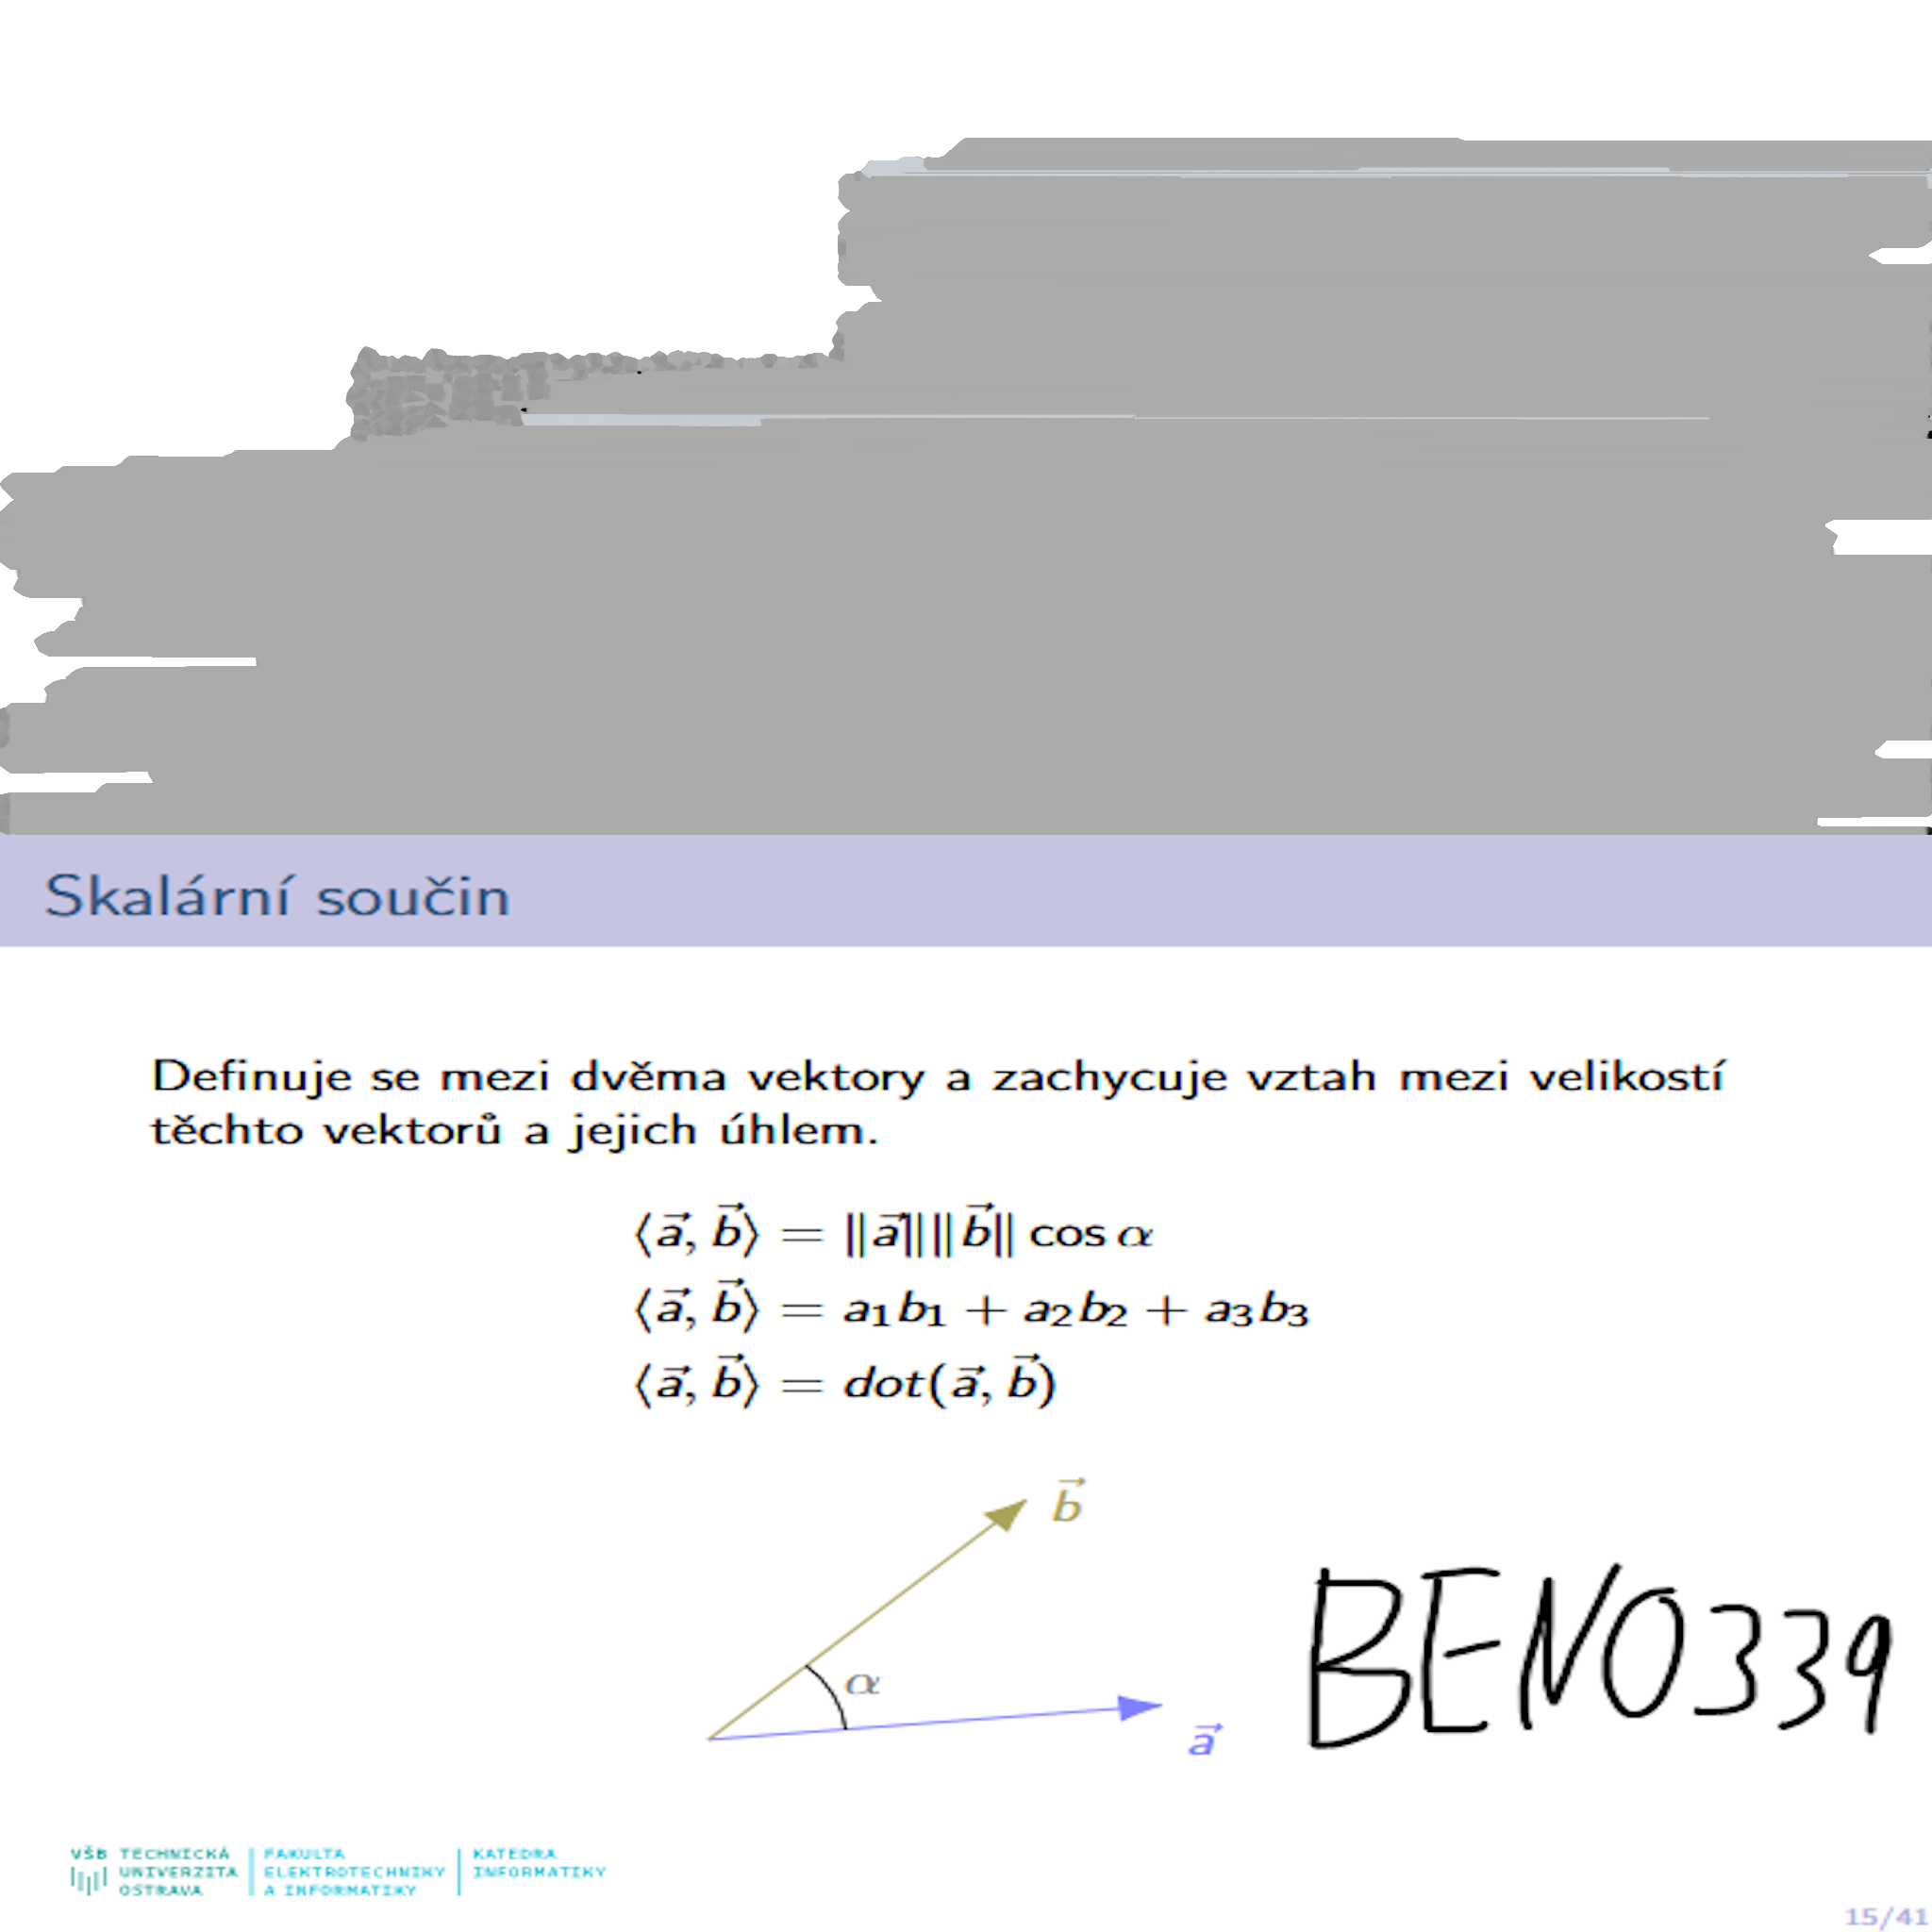 Skalární součin
Definuje se mezi dvěma vektory a zachycuje vztah mezi velikostí
těchto vektorů a jejich úhlem.
⟨a⃗, b⃗⟩ = ‖a⃗‖‖b⃗‖ cos α
⟨a⃗, b⃗⟩ = a₁b₁ + a₂b₂ + a₃b₃
⟨a⃗, b⃗⟩ = dot(a⃗, b⃗)
b⃗
α
a⃗
BENO339
VŠB TECHNICKÁ UNIVERZITA OSTRAVA
FAKULTA ELEKTROTECHNIKY A INFORMATIKY
KATEDRA INFORMATIKY
15/41